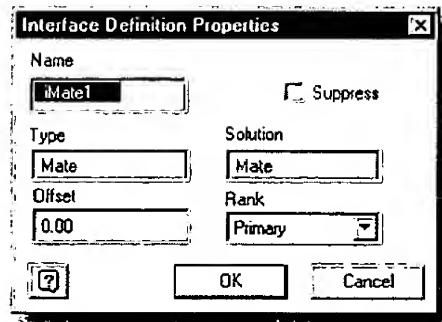 Interface Definition Properties
Name
iMate1
Suppress
Type
Solution
Mate
Mate
Offset
Rank
0.00
Primary
OK
Cancel